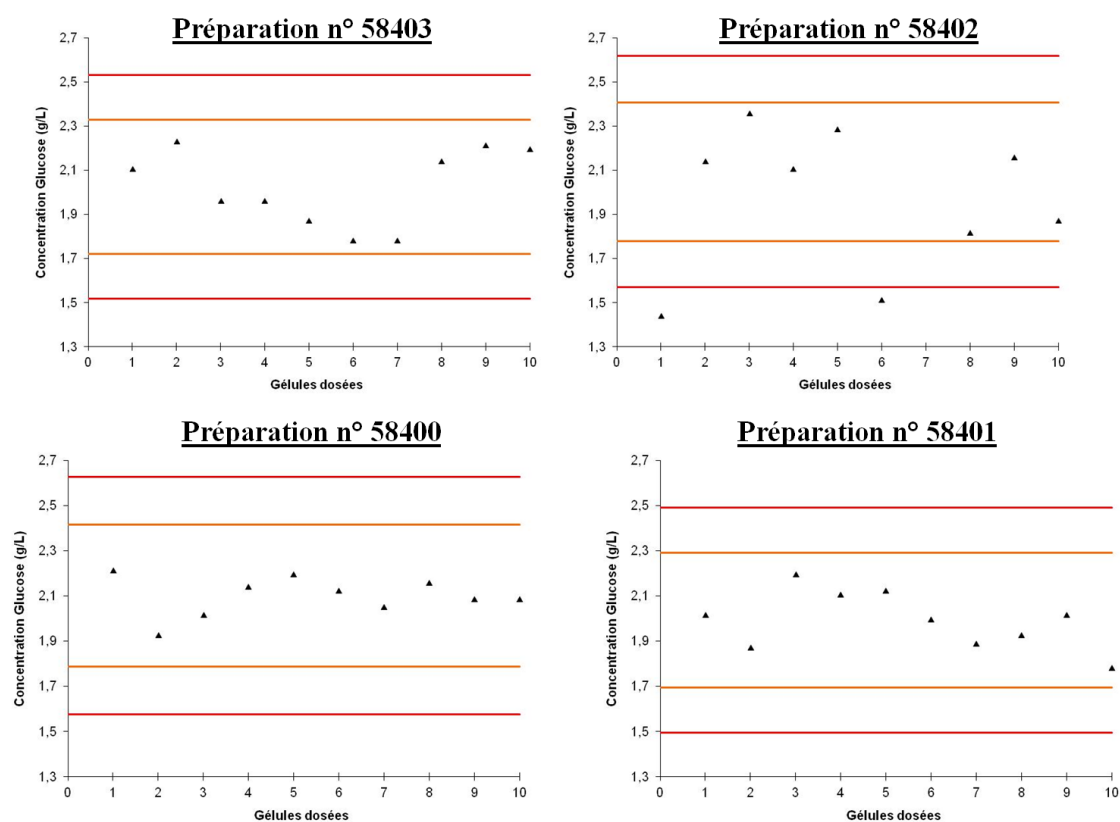 Préparation n° 58403
2,7
2,5
2,3
2,1
1,9
1,7
1,5
1,3
Concentration Glucose (g/L)
0 1 2 3 4 5 6 7 8 9 10
Gélules dosées
Préparation n° 58402
2,7
2,5
2,3
2,1
1,9
1,7
1,5
1,3
Concentration Glucose (g/L)
0 1 2 3 4 5 6 7 8 9 10
Gélules dosées
Préparation n° 58400
2,7
2,5
2,3
2,1
1,9
1,7
1,5
1,3
Concentration Glucose (g/L)
0 1 2 3 4 5 6 7 8 9 10
Gélules dosées
Préparation n° 58401
2,7
2,5
2,3
2,1
1,9
1,7
1,5
1,3
Concentration Glucose (g/L)
0 1 2 3 4 5 6 7 8 9 10
Gélules dosées